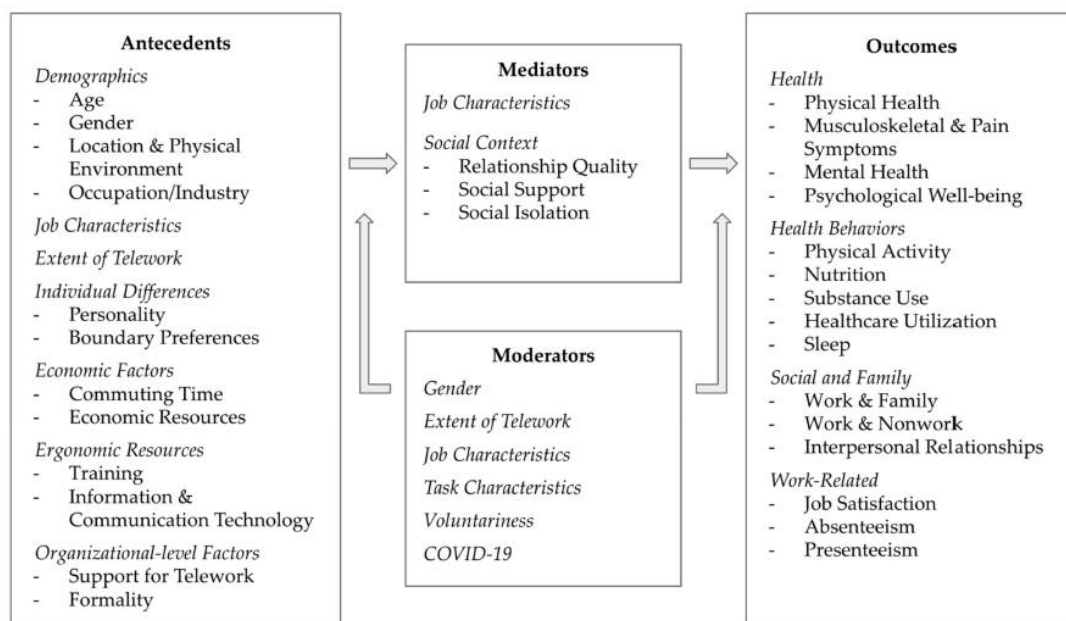 Antecedents
Demographics
- Age
- Gender
- Location & Physical
Environment
- Occupation/Industry
Job Characteristics
Extent of Telework
Individual Differences
- Personality
- Boundary Preferences
Economic Factors
- Commuting Time
- Economic Resources
Ergonomic Resources
- Training
- Information &
Communication Technology
Organizational-level Factors
- Support for Telework
- Formality
Mediators
Job Characteristics
Social Context
- Relationship Quality
- Social Support
- Social Isolation
Moderators
Gender
Extent of Telework
Job Characteristics
Task Characteristics
Voluntariness
COVID-19
Outcomes
Health
- Physical Health
- Musculoskeletal & Pain
Symptoms
- Mental Health
- Psychological Well-being
Health Behaviors
- Physical Activity
- Nutrition
- Substance Use
- Healthcare Utilization
- Sleep
Social and Family
- Work & Family
- Work & Nonwork
- Interpersonal Relationships
Work-Related
- Job Satisfaction
- Absenteeism
- Presenteeism